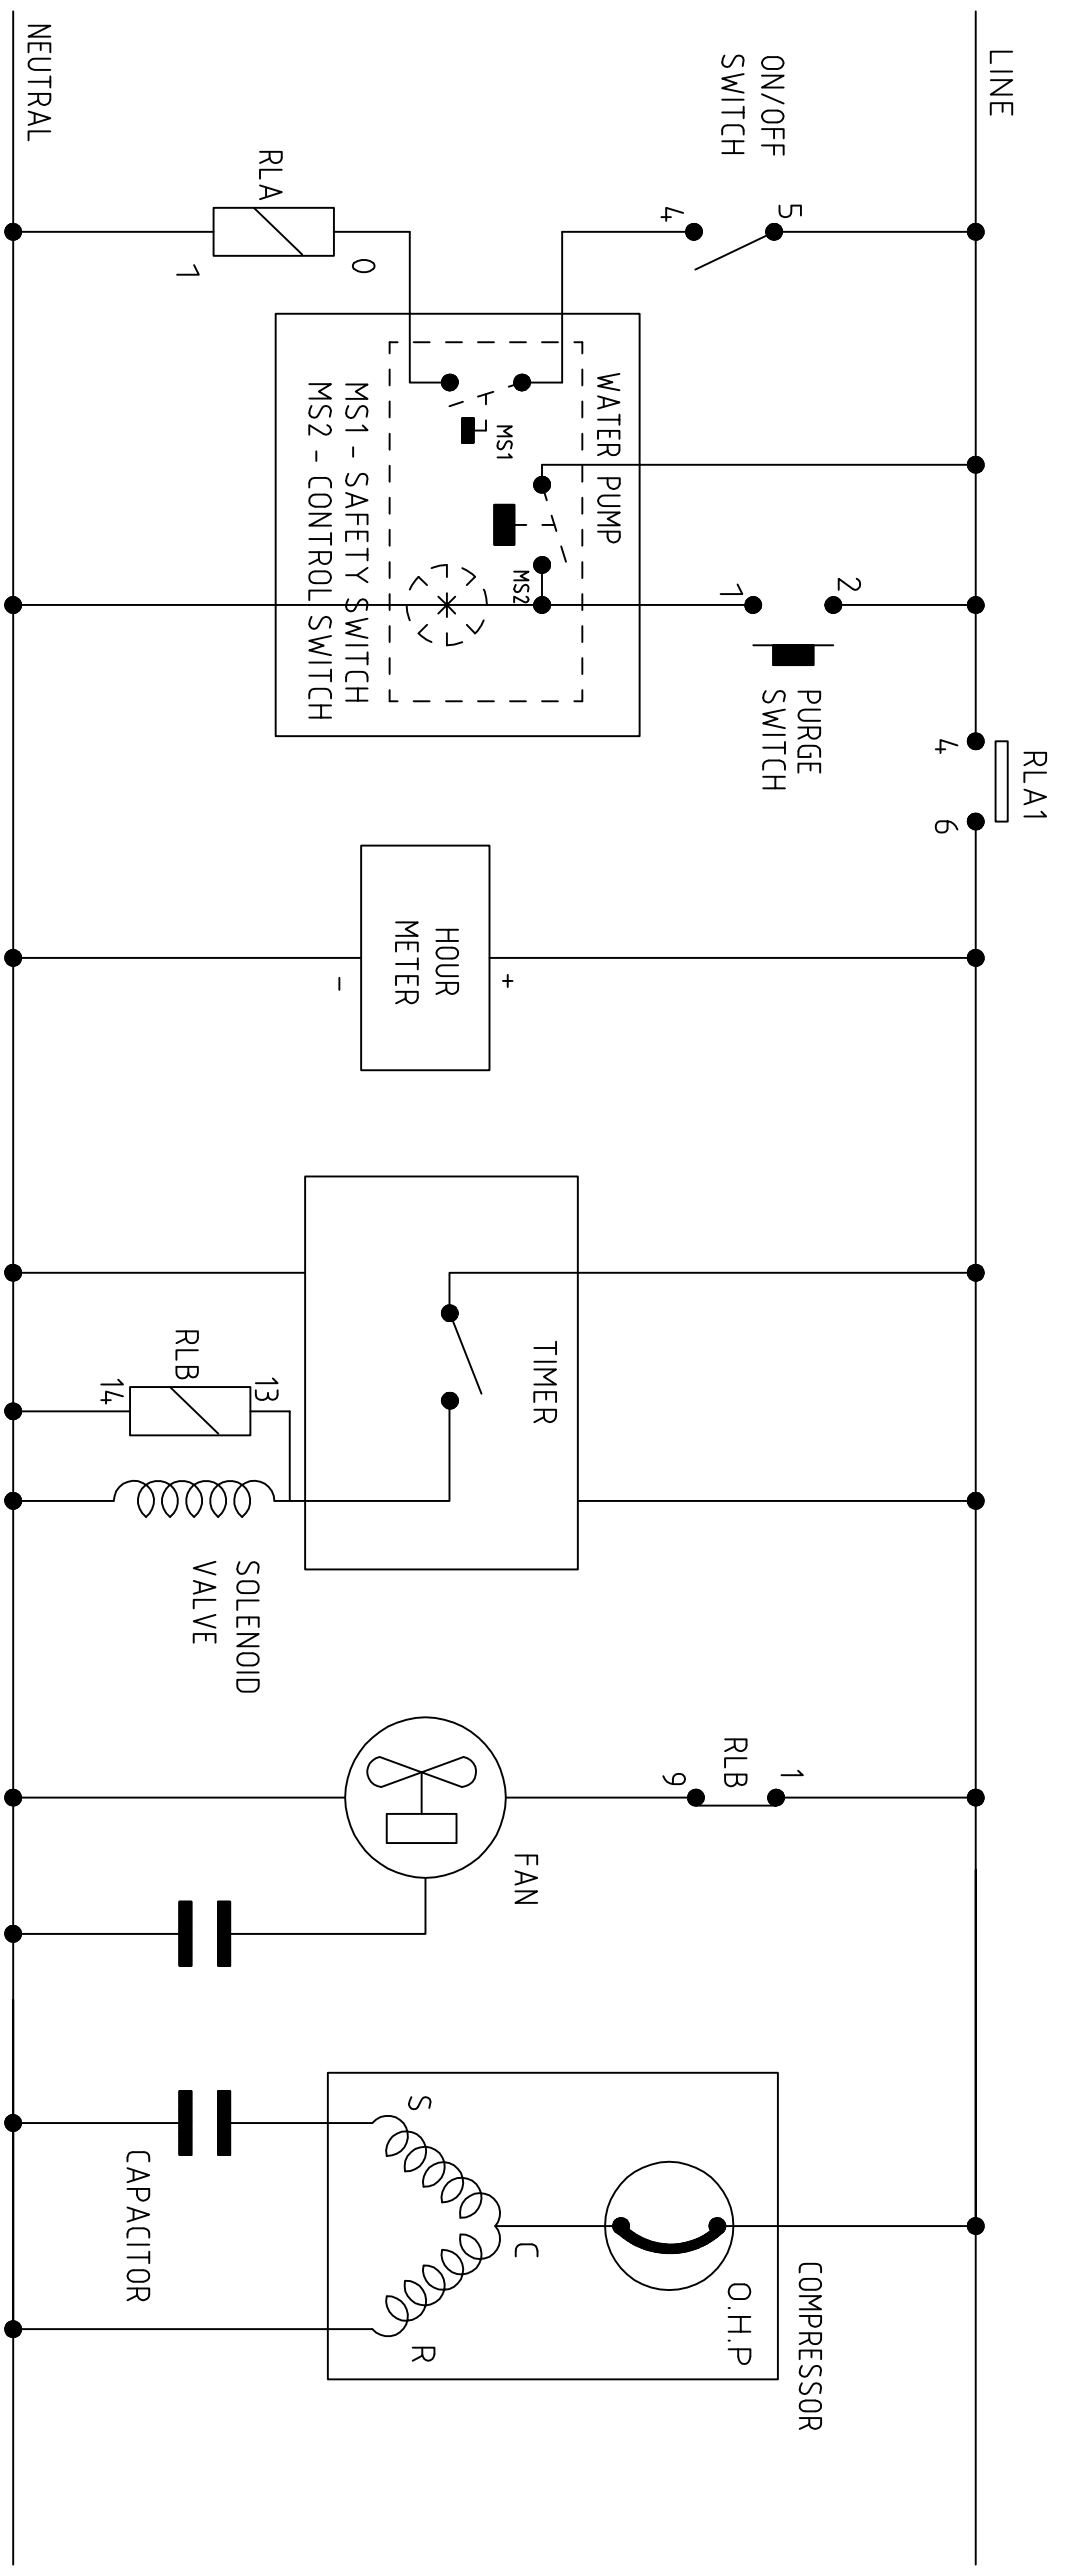 LINE
RLA1
4
6
ON/OFF
SWITCH
5
4
2
1
PURGE
SWITCH
RLB
1
9
COMPRESSOR
O.H.P
WATER PUMP
MS1
MS2
MS1 - SAFETY SWITCH
MS2 - CONTROL SWITCH
+
HOUR
METER
-
TIMER
FAN
C
S
R
RLA
0
1
RLB
13
14
SOLENOID
VALVE
CAPACITOR
NEUTRAL